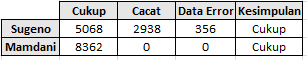 Cukup Cacat Data Error Kesimpulan
Sugeno 5068 2938 356 Cukup
Mamdani 8362 0 0 Cukup